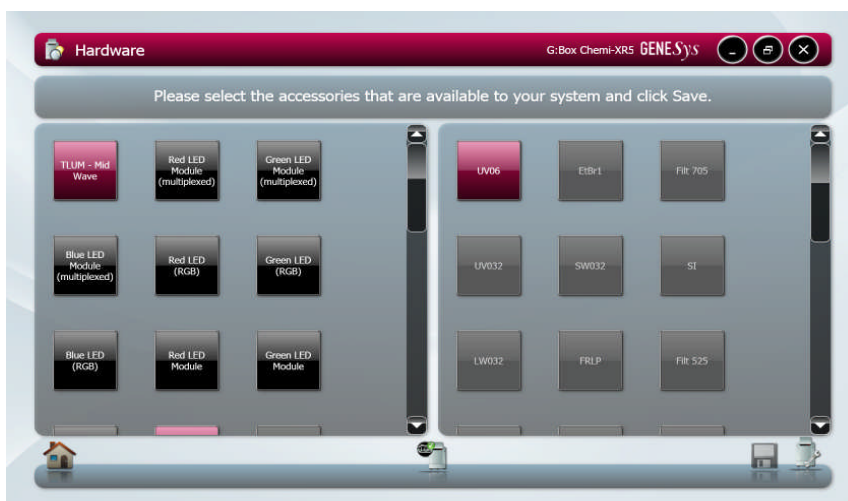 Hardware
G:Box Chemi-XR5 GENESys
Please select the accessories that are available to your system and click Save.
TLUM - Mid
Wave
Red LED
Module
(multiplexed)
Green LED
Module
(multiplexed)
Blue LED
Module
(multiplexed)
Red LED
(RGB)
Green LED
(RGB)
Blue LED
(RGB)
Red LED
Module
Green LED
Module
UV06
EtBr1
Filt 705
UV032
SW032
SI
LW032
FRLP
Filt 525